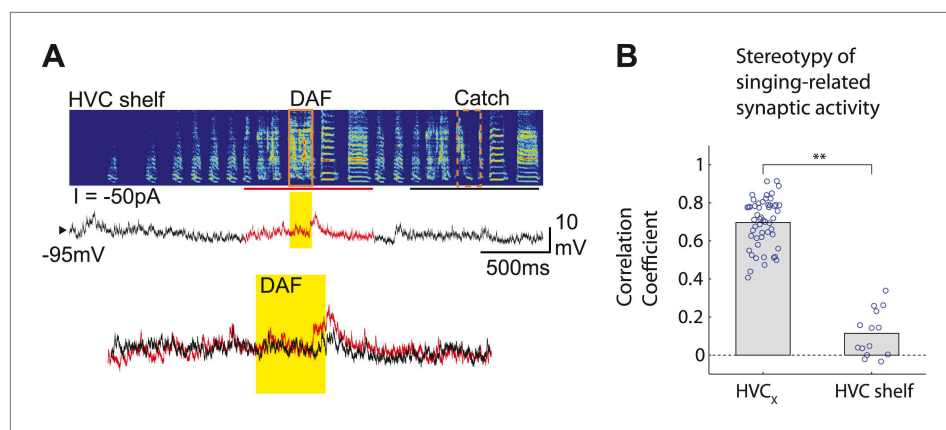 A
HVC shelf
DAF
Catch
I = -50pA
-95mV
10
mV
500ms
DAF
B
Stereotypy of
singing-related
synaptic activity
**
Correlation
Coefficient
1
0.8
0.6
0.4
0.2
0
HVCX
HVC shelf